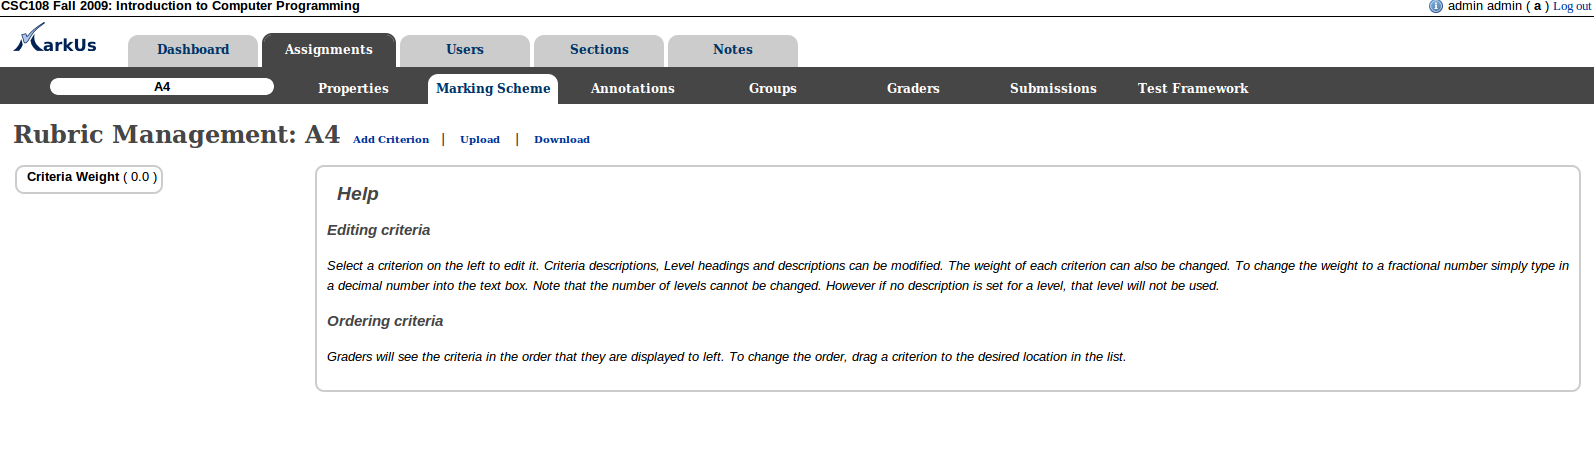 CSC108 Fall 2009: Introduction to Computer Programming
admin admin ( a ) Log out
MarkUs
Dashboard Assignments Users Sections Notes
A4 Properties Marking Scheme Annotations Groups Graders Submissions Test Framework
Rubric Management: A4 Add Criterion | Upload | Download
Criteria Weight ( 0.0 )
Help
Editing criteria
Select a criterion on the left to edit it. Criteria descriptions, Level headings and descriptions can be modified. The weight of each criterion can also be changed. To change the weight to a fractional number simply type in
a decimal number into the text box. Note that the number of levels cannot be changed. However if no description is set for a level, that level will not be used.
Ordering criteria
Graders will see the criteria in the order that they are displayed to left. To change the order, drag a criterion to the desired location in the list.